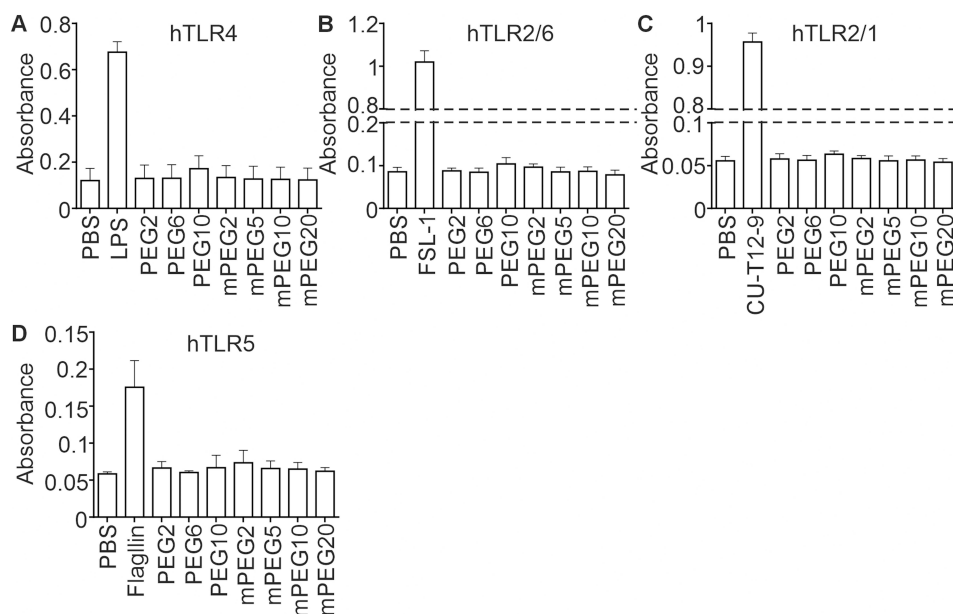 A
hTLR4
Absorbance
0.8
0.6
0.4
0.2
0
PBS
LPS
PEG2
PEG6
PEG10
mPEG2
mPEG5
mPEG10
mPEG20
B
hTLR2/6
Absorbance
1.2
1
0.8
0.2
0.1
0
PBS
FSL-1
PEG2
PEG6
PEG10
mPEG2
mPEG5
mPEG10
mPEG20
C
hTLR2/1
Absorbance
1
0.9
0.8
0.1
0.05
0
PBS
CU-T12-9
PEG2
PEG6
PEG10
mPEG2
mPEG5
mPEG10
mPEG20
D
hTLR5
Absorbance
0.15
0.2
0.15
0.1
0.05
0
PBS
Flagllin
PEG2
PEG6
PEG10
mPEG2
mPEG5
mPEG10
mPEG20